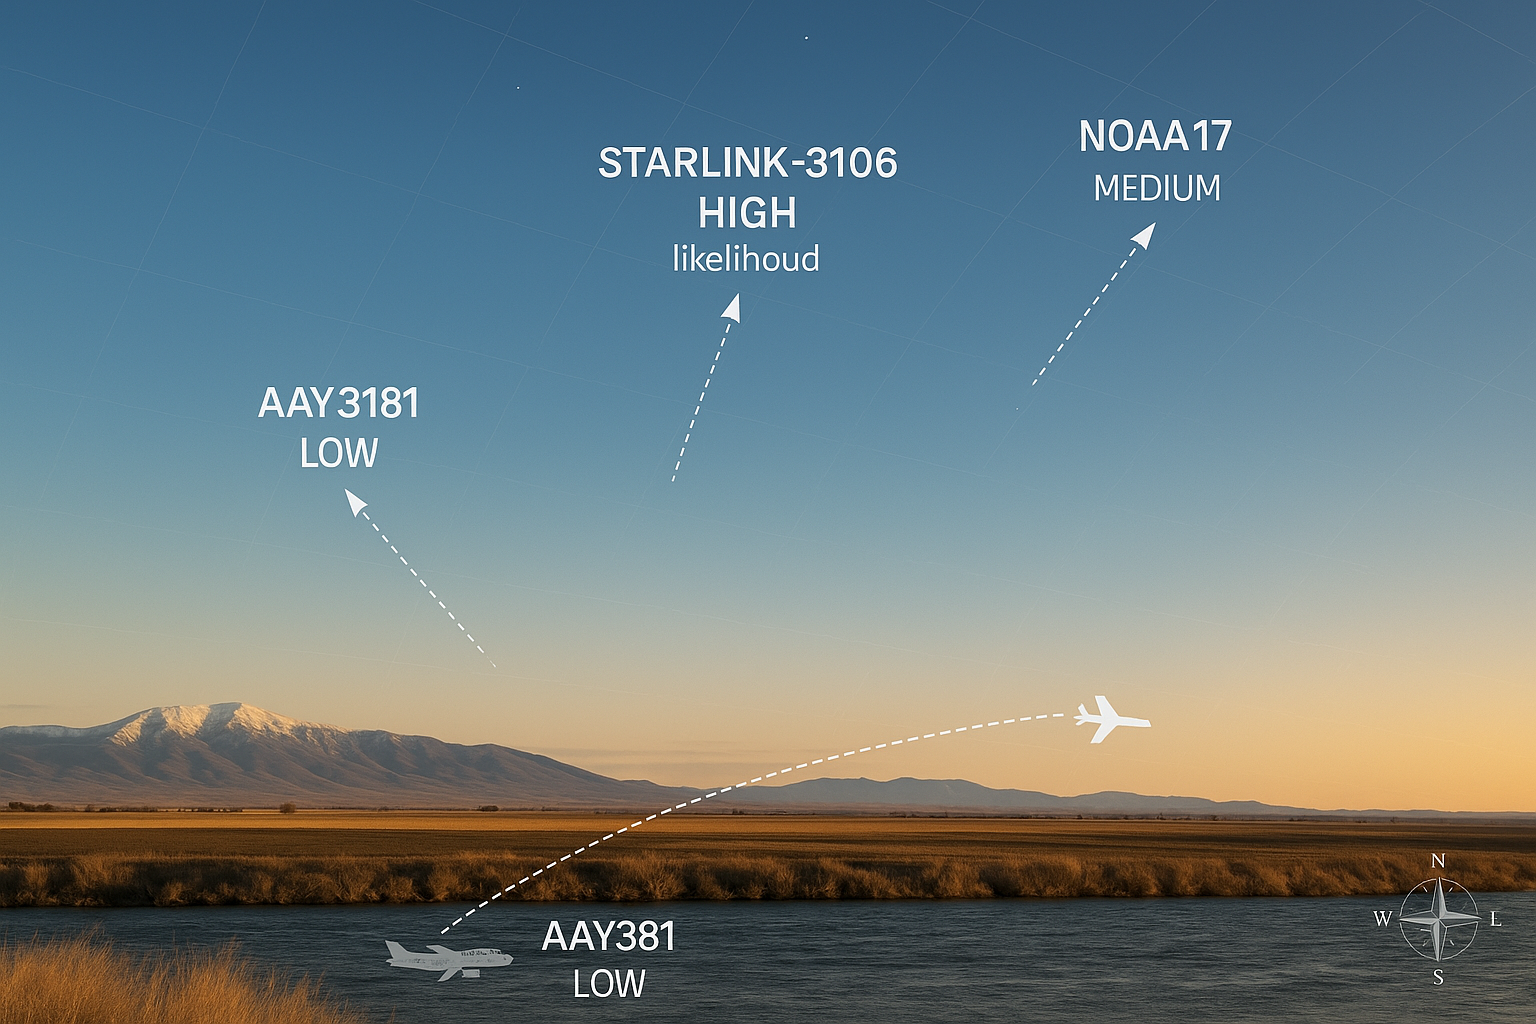 NOAA17
MEDIUM
STARLINK-3106
HIGH
likelihoud
AAY3181
LOW
AAY381
LOW
N
W
L
S